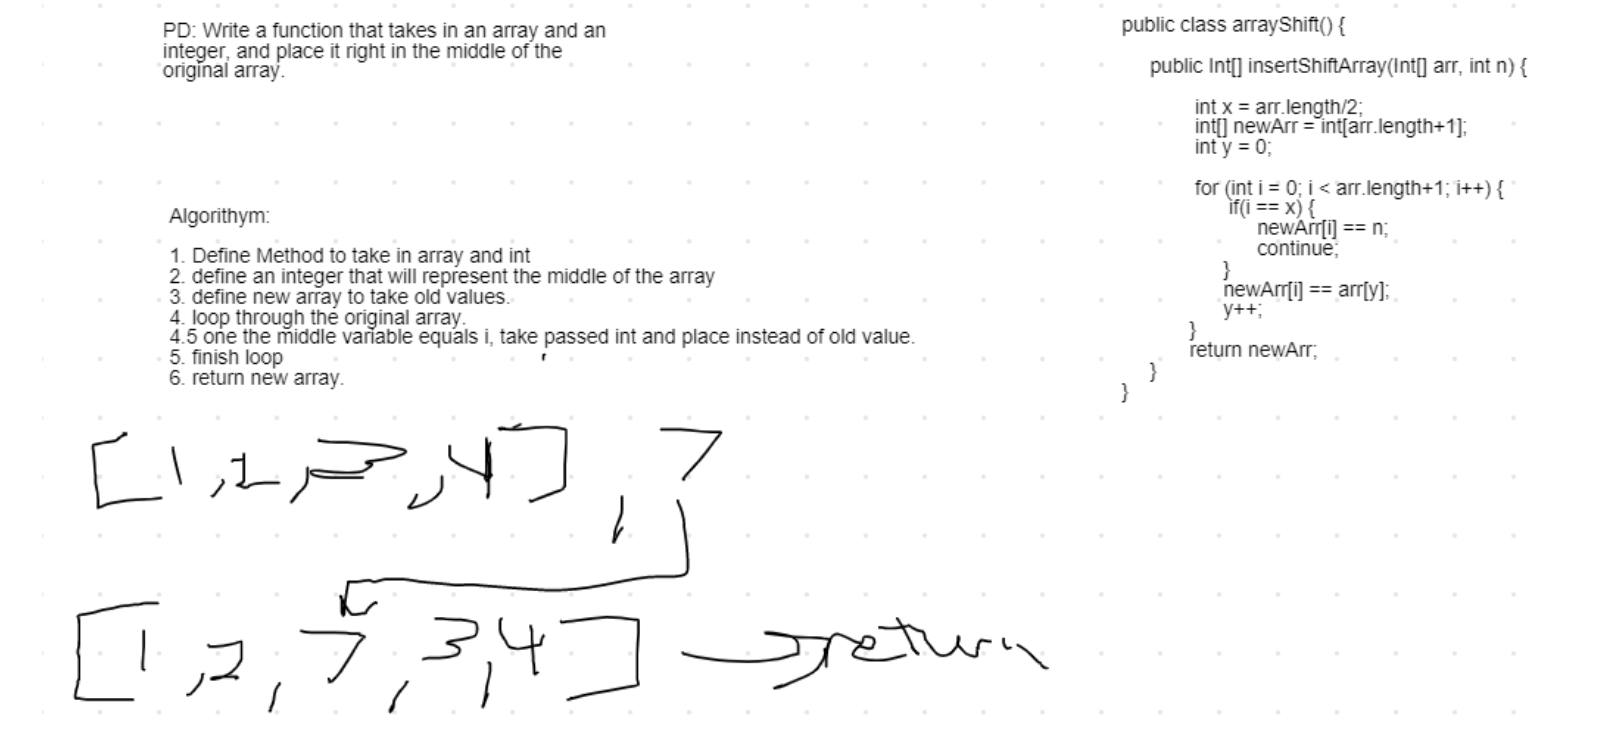 PD: Write a function that takes in an array and an
integer, and place it right in the middle of the
original array.
Algorithym:
1. Define Method to take in array and int
2. define an integer that will represent the middle of the array
3. define new array to take old values.
4. loop through the original array.
4.5 one the middle variable equals i, take passed int and place instead of old value.
5. finish loop
6. return new array.
[1,2,3,4], 7
[1,2,7,3,4] return
public class arrayShift() {
public Int[] insertShiftArray(Int[] arr, int n) {
int x = arr.length/2;
int[] newArr = int[arr.length+1];
int y = 0;
for (int i = 0; i < arr.length+1; i++) {
if(i == x) {
newArr[i] == n;
continue;
}
newArr[i] == arr[y];
y++;
}
return newArr;
}
}